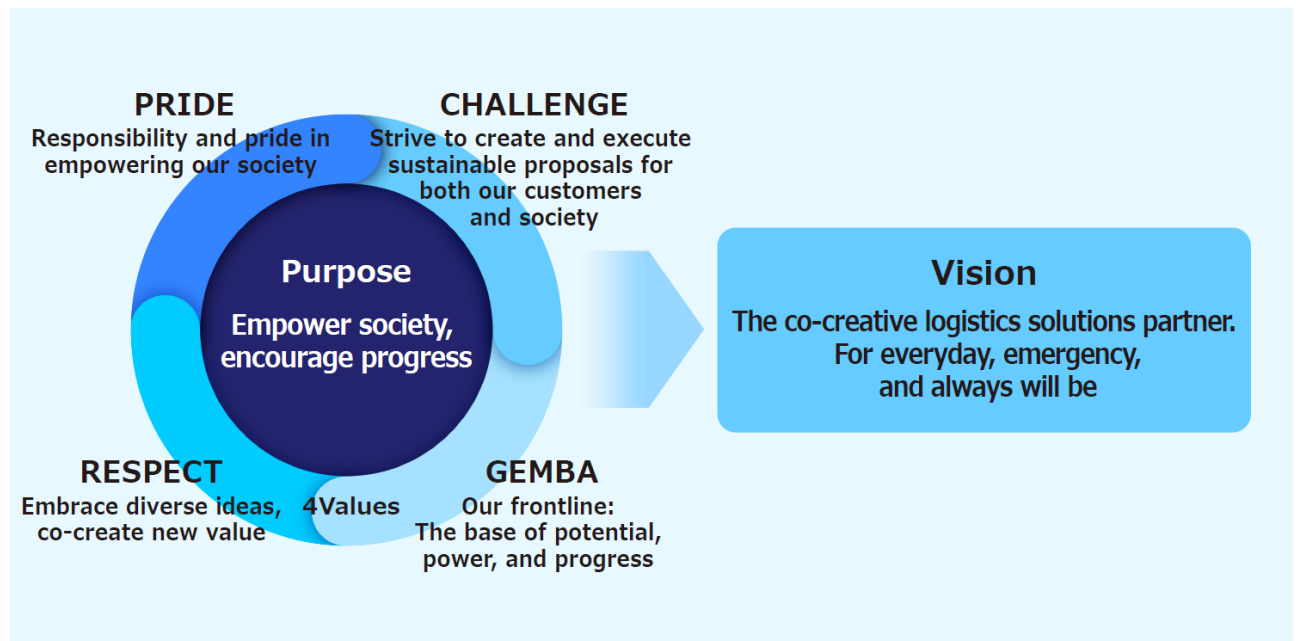 PRIDE
Responsibility and pride in
empowering our society
CHALLENGE
Strive to create and execute
sustainable proposals for
both our customers
and society
Purpose
Empower society,
encourage progress
RESPECT
Embrace diverse ideas,
co-create new value
4Values
GEMBA
Our frontline:
The base of potential,
power, and progress
Vision
The co-creative logistics solutions partner.
For everyday, emergency,
and always will be